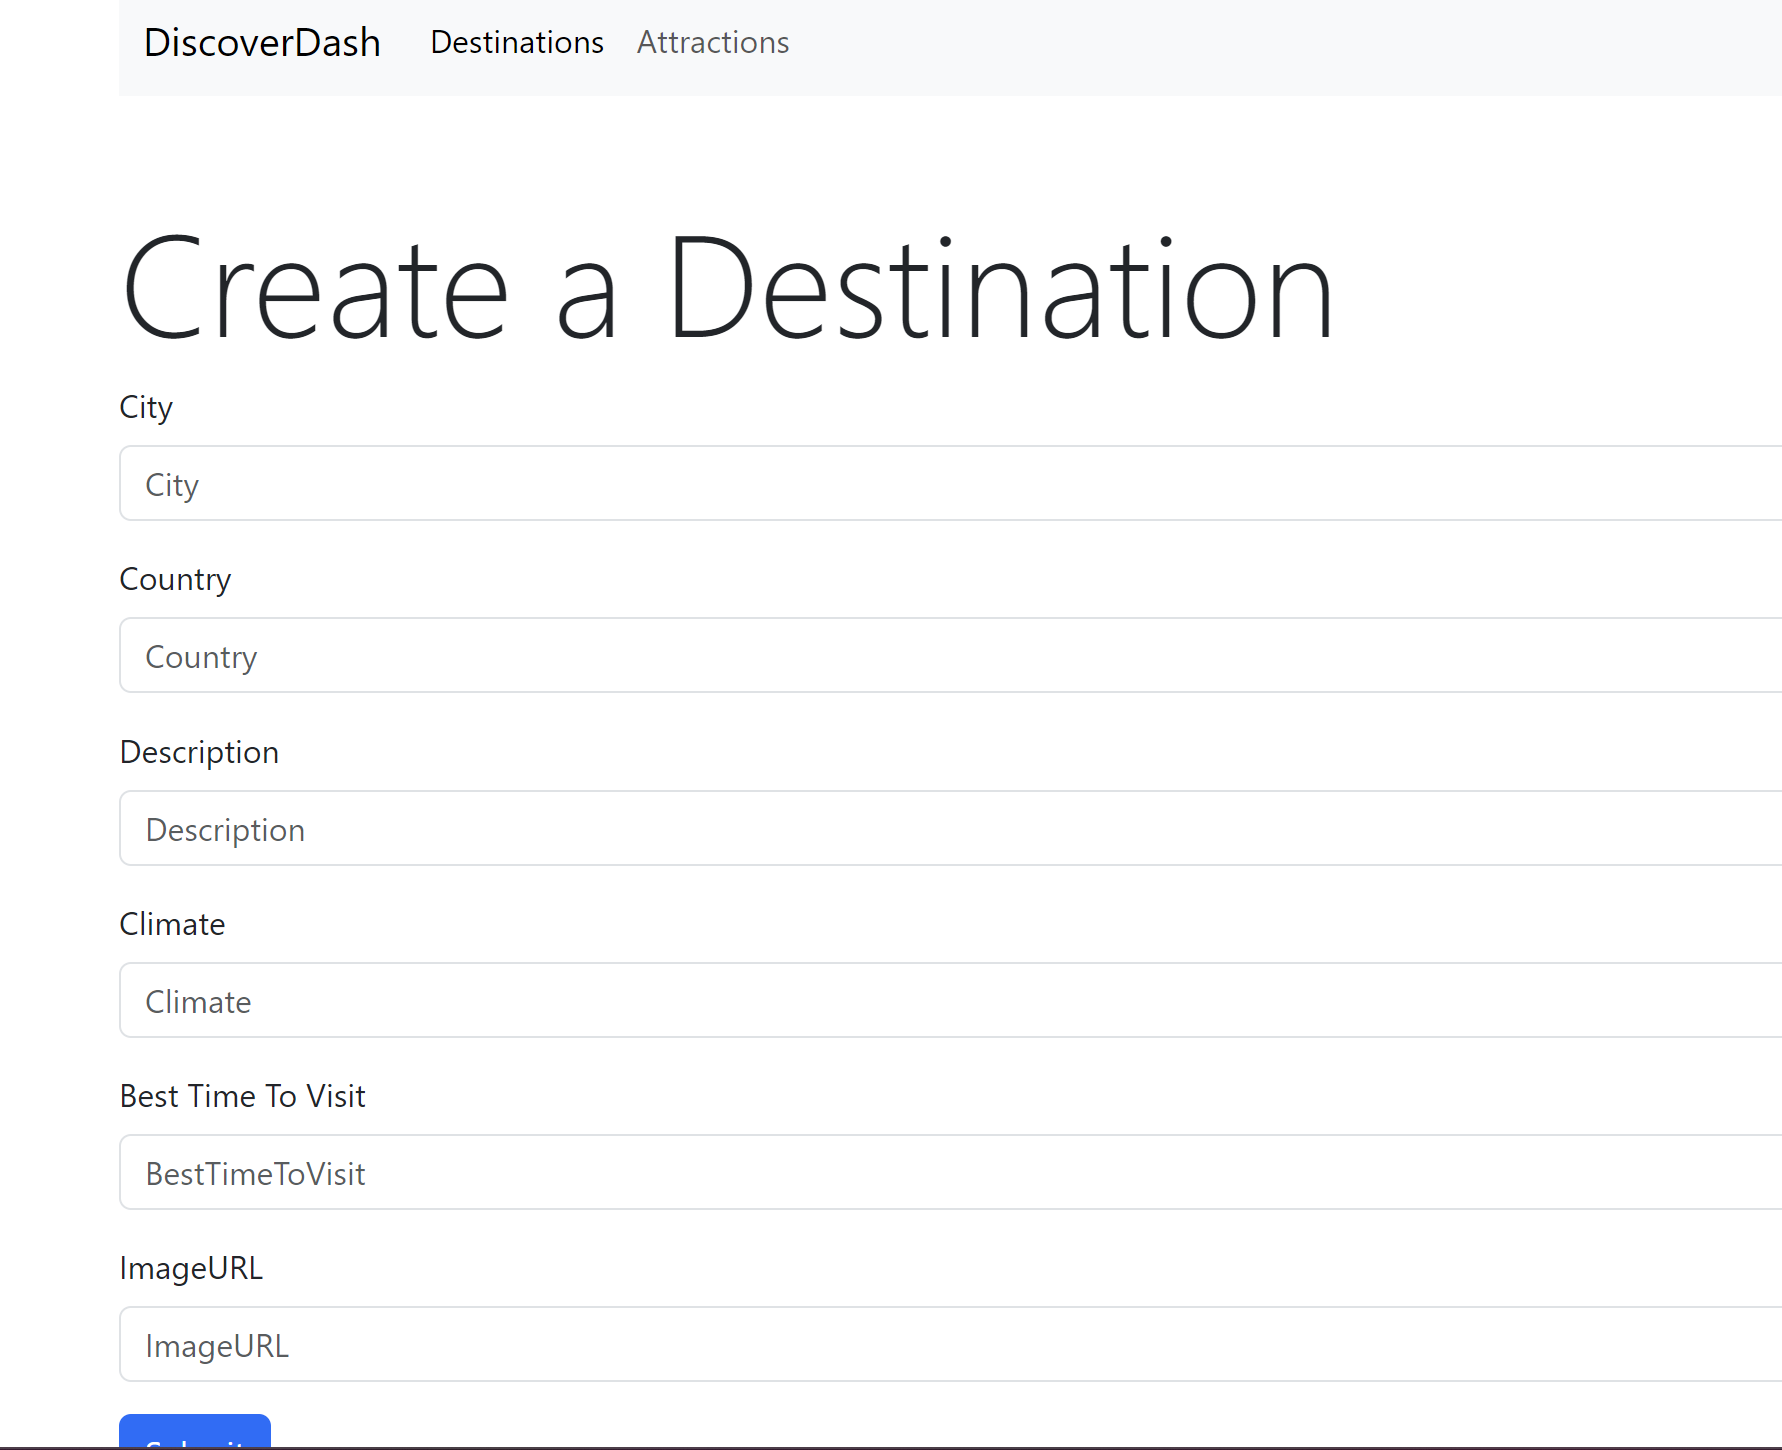 DiscoverDash Destinations Attractions
Create a Destination
City
City
Country
Country
Description
Description
Climate
Climate
Best Time To Visit
BestTimeToVisit
ImageURL
ImageURL
Submit